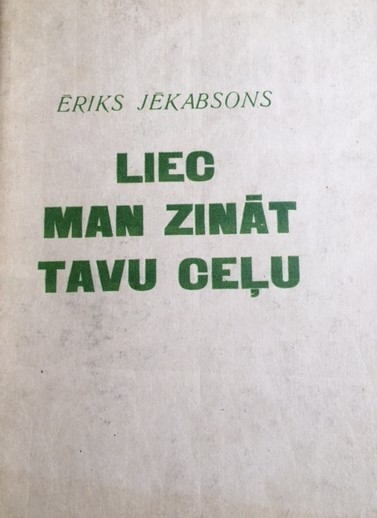 ĒRIKS JĒKABSONS
LIEC
MAN ZINĀT
TAVU CEĻU